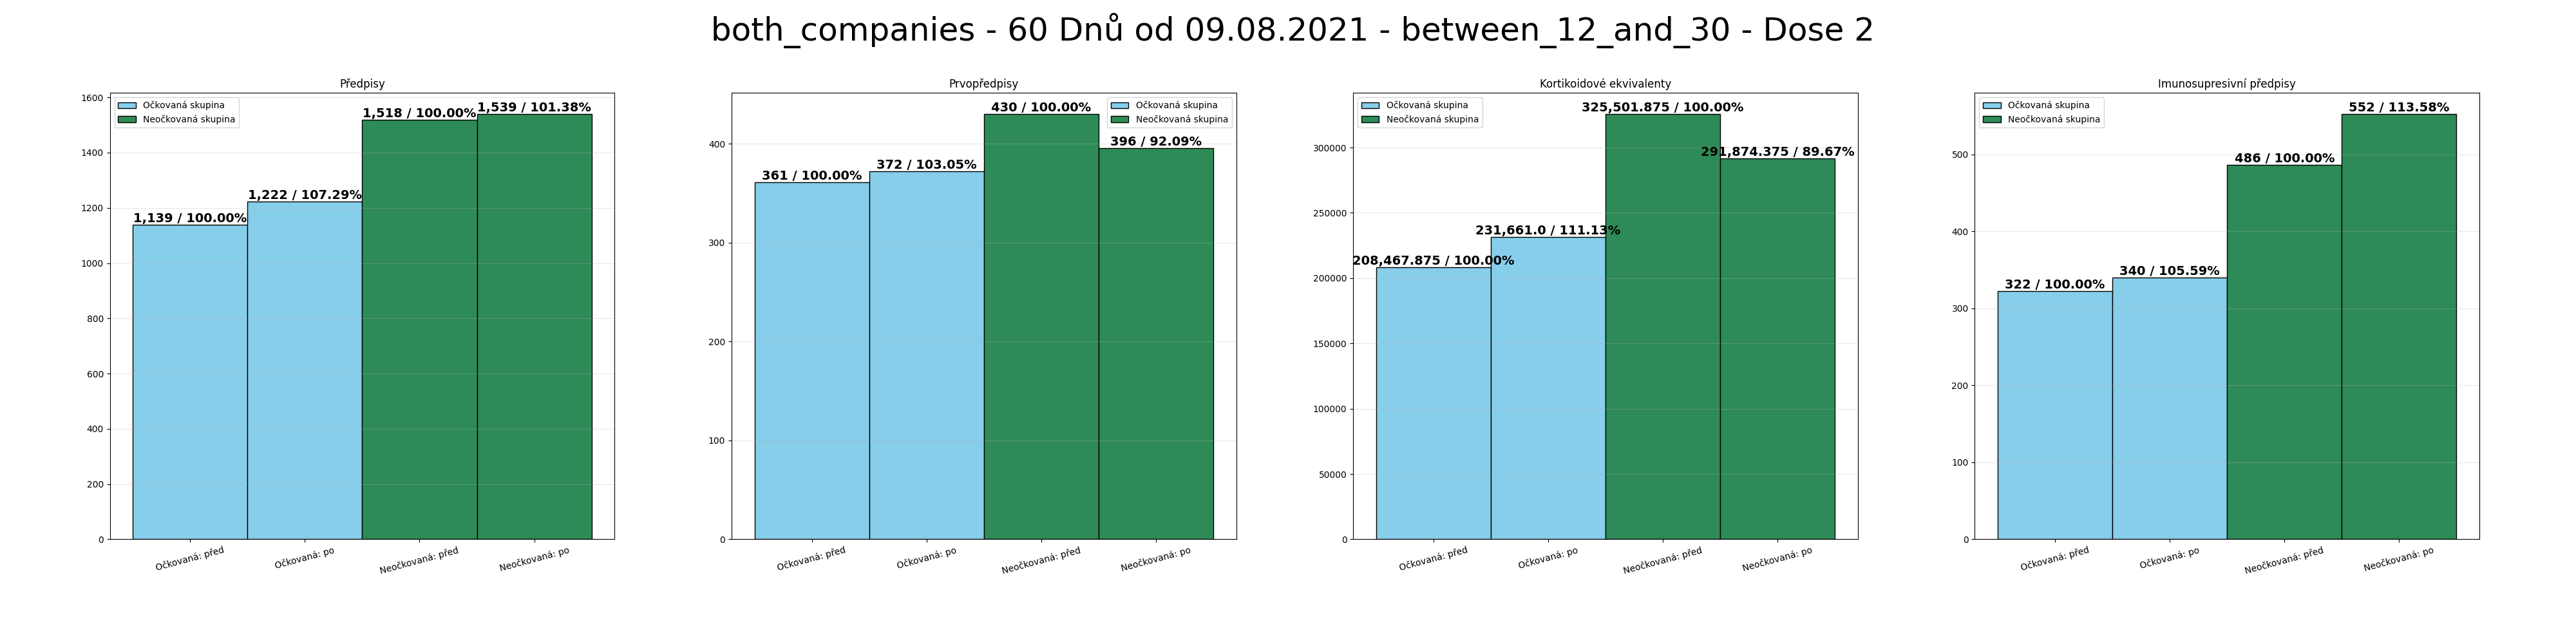 both_companies - 60 Dnů od 09.08.2021 - between_12_and_30 - Dose 2
Předpisy
Očkovaná skupina
Neočkovaná skupina
1,139 / 100.00%
1,222 / 107.29%
1,518 / 100.00%
1,539 / 101.38%
1600
1400
1200
1000
800
600
400
200
0
Očkovaná: před
Očkovaná: po
Neočkovaná: před
Neočkovaná: po
Prvopředpisy
Očkovaná skupina
Neočkovaná skupina
361 / 100.00%
372 / 103.05%
430 / 100.00%
396 / 92.09%
400
300
200
100
0
Očkovaná: před
Očkovaná: po
Neočkovaná: před
Neočkovaná: po
Kortikoidové ekvivalenty
Očkovaná skupina
Neočkovaná skupina
208,467.875 / 100.00%
231,661.0 / 111.13%
325,501.875 / 100.00%
291,874.375 / 89.67%
300000
250000
200000
150000
100000
50000
0
Očkovaná: před
Očkovaná: po
Neočkovaná: před
Neočkovaná: po
Imunosupresivní předpisy
Očkovaná skupina
Neočkovaná skupina
322 / 100.00%
340 / 105.59%
486 / 100.00%
552 / 113.58%
500
400
300
200
100
0
Očkovaná: před
Očkovaná: po
Neočkovaná: před
Neočkovaná: po